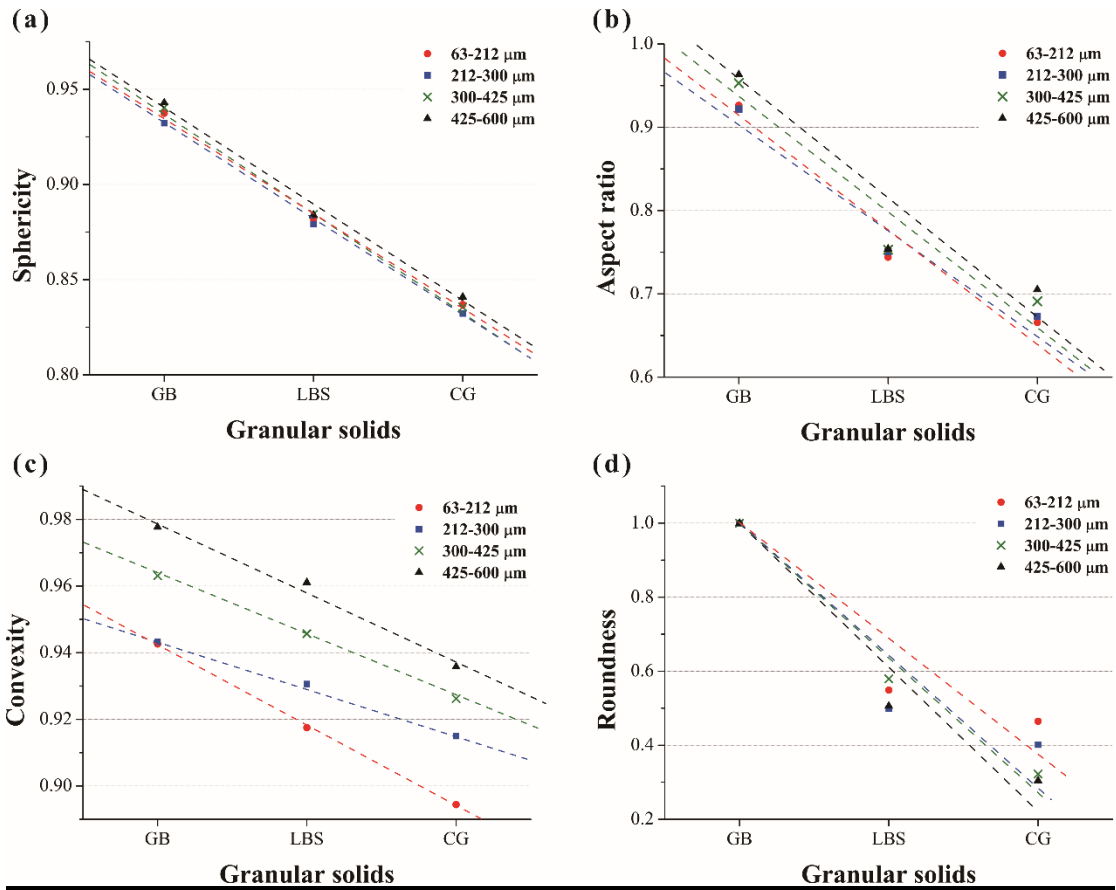 (a)
Sphericity
0.95
0.90
0.85
0.80
63-212 μm
212-300 μm
300-425 μm
425-600 μm
GB LBS CG
Granular solids
(b)
Aspect ratio
1.0
0.9
0.8
0.7
0.6
63-212 μm
212-300 μm
300-425 μm
425-600 μm
GB LBS CG
Granular solids
(c)
Convexity
0.98
0.96
0.94
0.92
0.90
63-212 μm
212-300 μm
300-425 μm
425-600 μm
GB LBS CG
Granular solids
(d)
Roundness
1.0
0.8
0.6
0.4
0.2
63-212 μm
212-300 μm
300-425 μm
425-600 μm
GB LBS CG
Granular solids